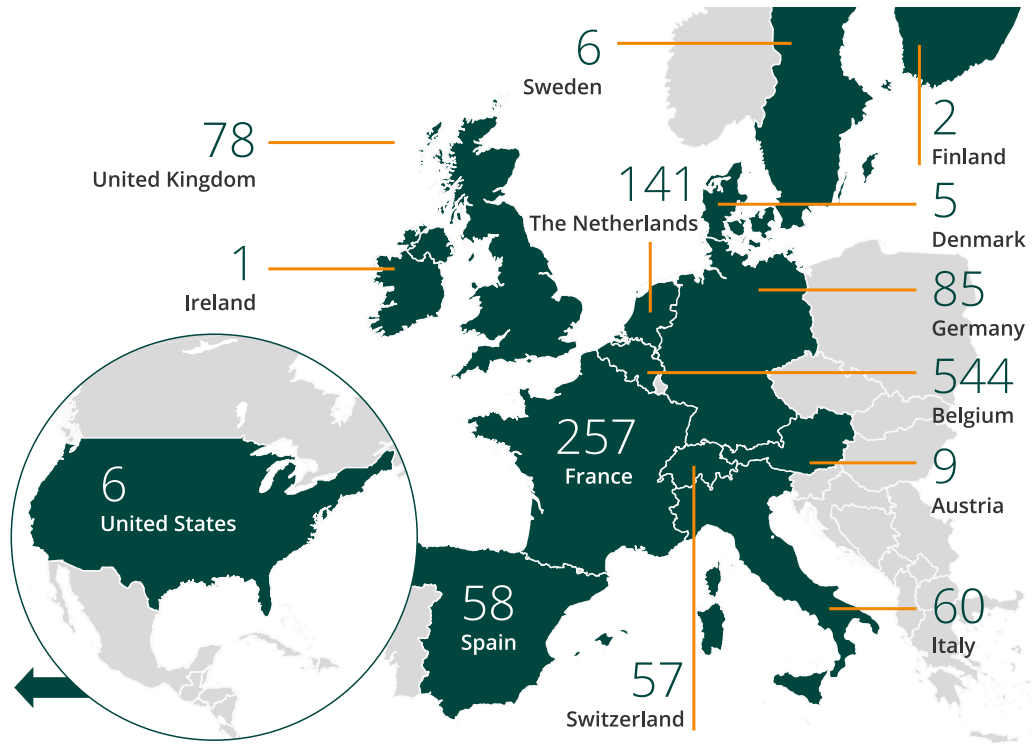 6
Sweden
78
United Kingdom
2
Finland
141
The Netherlands
5
Denmark
1
Ireland
85
Germany
544
Belgium
257
France
6
United States
9
Austria
58
Spain
60
Italy
57
Switzerland